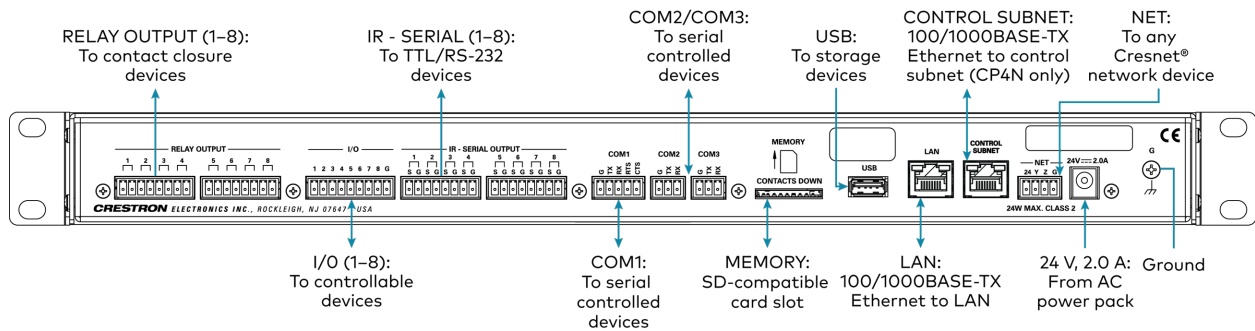 RELAY OUTPUT (1–8):
To contact closure
devices
IR - SERIAL (1–8):
To TTL/RS-232
devices
COM2/COM3:
To serial
controlled
devices
USB:
To storage
devices
CONTROL SUBNET:
100/1000BASE-TX
Ethernet to control
subnet (CP4N only)
NET:
To any
Cresnet®
network device
RELAY OUTPUT
1 2 3 4 5 6 7 8
I/O
1 2 3 4 5 6 7 8 G
IR - SERIAL OUTPUT
1 2 3 4 5 6 7 8
S G S G S G S G S G S G S G S G
COM1
G TX RX RTS CTS
COM2
G TX RX
COM3
G TX RX
MEMORY
CONTACTS DOWN
USB
LAN
CONTROL
SUBNET
NET
24 Y Z G
24V 2.0A
24W MAX. CLASS 2
CE
G
CRESTRON ELECTRONICS INC., ROCKLEIGH, NJ 07647 USA
I/O (1–8):
To controllable
devices
COM1:
To serial
controlled
devices
MEMORY:
SD-compatible
card slot
LAN:
100/1000BASE-TX
Ethernet to LAN
24 V, 2.0 A:
From AC
power pack
Ground